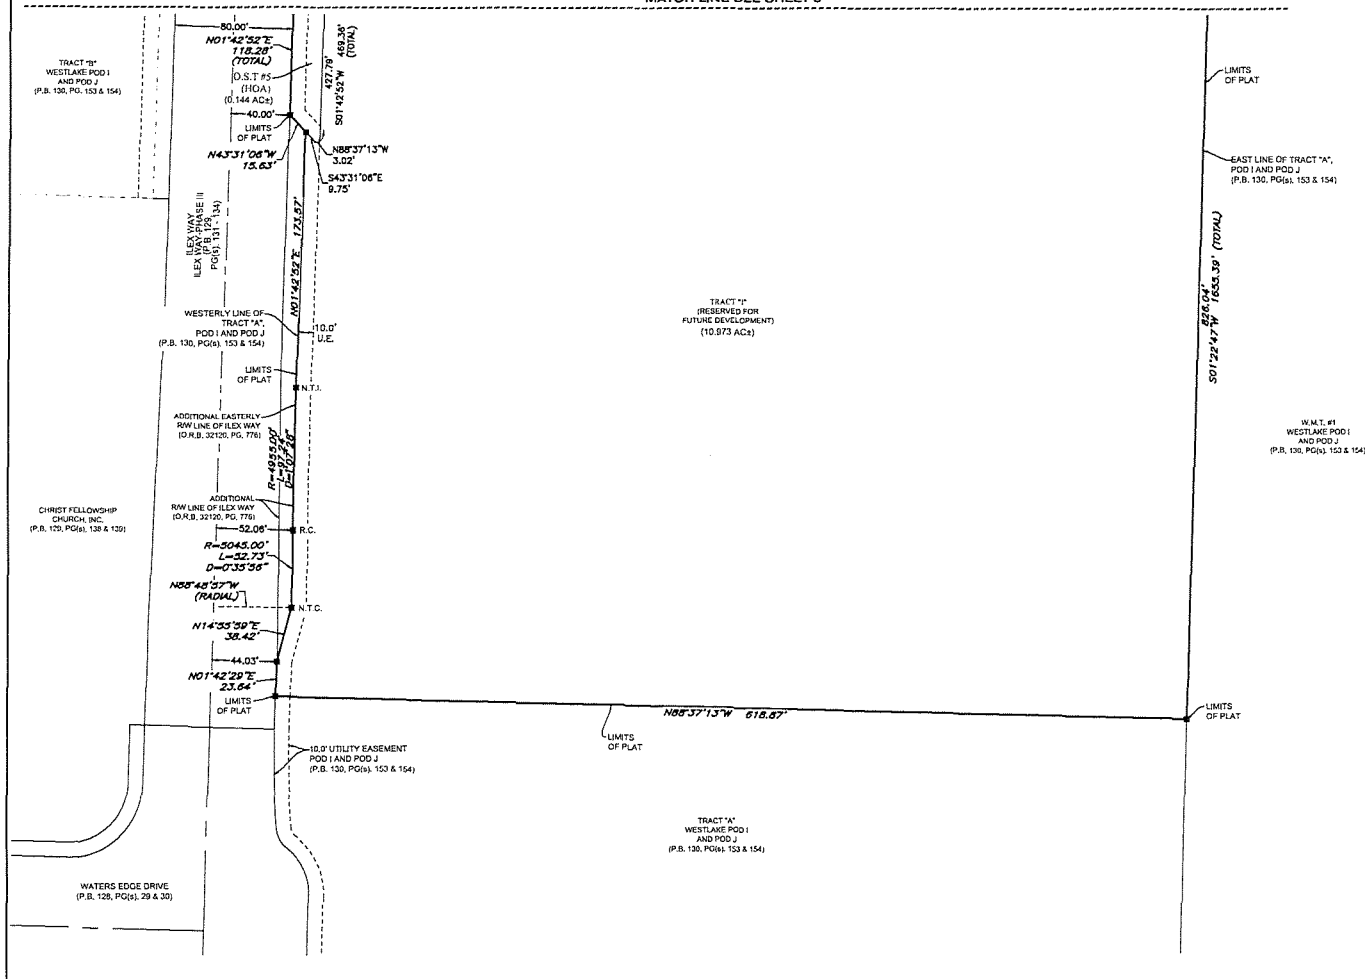 MATCH LINE SEE SHEET
80.00'
N01°42'52"E
118.28'
(TOTAL)
O.S.T #5
(HOA)
(0.144 AC±)
427.79' 469.36'
S01°42'52"W (TOTAL)
TRACT "B"
WESTLAKE POD I
AND POD J
(P.B. 130, PG. 153 & 154)
LIMITS
OF PLAT
40.00'
LIMITS
OF PLAT
N43°31'06"W
15.63'
N88°37'13"W
3.02'
S43°31'06"E
9.75'
EAST LINE OF TRACT "A",
POD I AND POD J
(P.B. 130, PG(s). 153 & 154)
ILEX WAY
ILEX WAY-PHASE III
(P.B. 129,
PG(s). 131 - 134)
N01°42'52"E 173.57'
826.04'
S01°22'47"W 1655.39' (TOTAL)
WESTERLY LINE OF
TRACT "A",
POD I AND POD J
(P.B. 130, PG(s). 153 & 154)
10.0'
U.E.
TRACT "I"
(RESERVED FOR
FUTURE DEVELOPMENT)
(10.973 AC±)
LIMITS
OF PLAT
N.T.I.
ADDITIONAL EASTERLY
R/W LINE OF ILEX WAY
(O.R.B. 32120, PG. 776)
R=4955.00'
L=97.24'
D=1°07'28"
W.M.T. #1
WESTLAKE POD I
AND POD J
(P.B. 130, PG(s). 153 & 154)
ADDITIONAL
R/W LINE OF ILEX WAY
(O.R.B. 32120, PG. 776)
CHRIST FELLOWSHIP
CHURCH, INC.
(P.B. 129, PG(s). 138 & 139)
52.06'
R.C.
R=5045.00'
L=52.73'
D=0°35'56"
N88°48'57"W
(RADIAL)
N.T.C.
N14°55'59"E
38.42'
44.03'
N01°42'29"E
23.64'
LIMITS
OF PLAT
N88°37'13"W 618.87'
LIMITS
OF PLAT
LIMITS
OF PLAT
10.0' UTILITY EASEMENT
POD I AND POD J
(P.B. 130, PG(s). 153 & 154)
TRACT "A"
WESTLAKE POD I
AND POD J
(P.B. 130, PG(s). 153 & 154)
WATERS EDGE DRIVE
(P.B. 128, PG(s). 29 & 30)